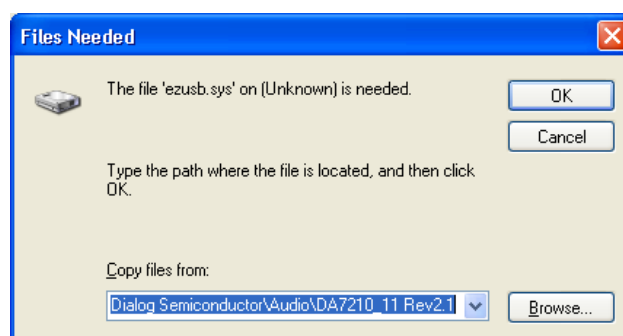 Files Needed
The file 'ezusb.sys' on (Unknown) is needed.
OK
Cancel
Type the path where the file is located, and then click
OK.
Copy files from:
Dialog Semiconductor\Audio\DA7210_11 Rev2.1
Browse...